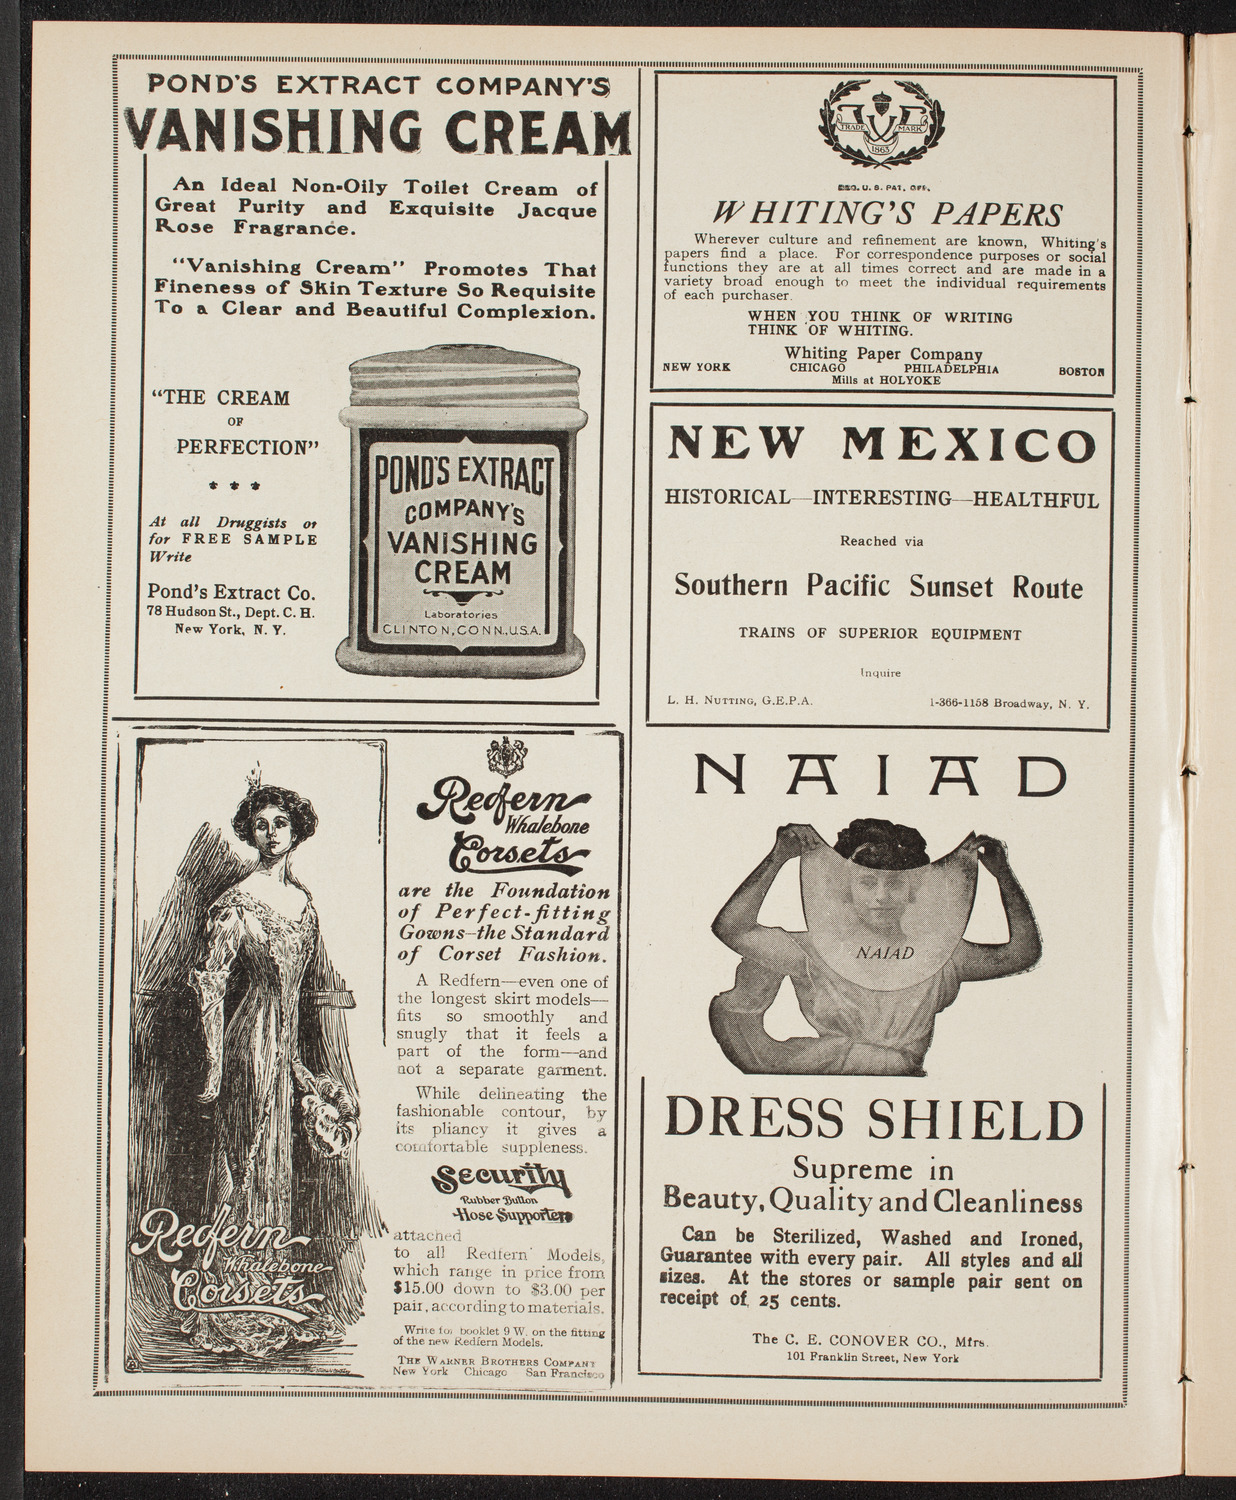 POND'S EXTRACT COMPANY'S
VANISHING CREAM
An Ideal Non-Oily Toilet Cream of
Great Purity and Exquisite Jacque
Rose Fragrance.
"Vanishing Cream" Promotes That
Fineness of Skin Texture So Requisite
To a Clear and Beautiful Complexion.
"THE CREAM
OF
PERFECTION"
* * *
At all Druggists or
for FREE SAMPLE
Write
Pond's Extract Co.
78 Hudson St., Dept. C. H.
New York, N. Y.
POND'S EXTRACT
COMPANY'S
VANISHING
CREAM
Laboratories
CLINTON, CONN., U.S.A.
TRADE MARK
1865
REG. U. S. PAT. OFF.
WHITING'S PAPERS
Wherever culture and refinement are known, Whiting's
papers find a place. For correspondence purposes or social
functions they are at all times correct and are made in a
variety broad enough to meet the individual requirements
of each purchaser.
WHEN YOU THINK OF WRITING
THINK OF WHITING.
Whiting Paper Company
NEW YORK CHICAGO PHILADELPHIA BOSTON
Mills at HOLYOKE
NEW MEXICO
HISTORICAL—INTERESTING—HEALTHFUL
Reached via
Southern Pacific Sunset Route
TRAINS OF SUPERIOR EQUIPMENT
Inquire
L. H. NUTTING, G.E.P.A. 1-366-1158 Broadway, N. Y.
Redfern
Whalebone
Corsets
are the Foundation
of Perfect-fitting
Gowns—the Standard
of Corset Fashion.
A Redfern—even one of
the longest skirt models—
fits so smoothly and
snugly that it feels a
part of the form—and
not a separate garment.
While delineating the
fashionable contour, by
its pliancy it gives a
comfortable suppleness.
Security
Rubber Button
Hose Supporters
attached
to all Redfern Models,
which range in price from
$15.00 down to $3.00 per
pair, according to materials.
Write for booklet 9 W. on the fitting
of the new Redfern Models.
THE WARNER BROTHERS COMPANY
New York Chicago San Francisco
Redfern
Whalebone
Corsets
NAIAD
NAIAD
DRESS SHIELD
Supreme in
Beauty, Quality and Cleanliness
Can be Sterilized, Washed and Ironed,
Guarantee with every pair. All styles and all
sizes. At the stores or sample pair sent on
receipt of 25 cents.
The C. E. CONOVER CO., Mfrs.
101 Franklin Street, New York